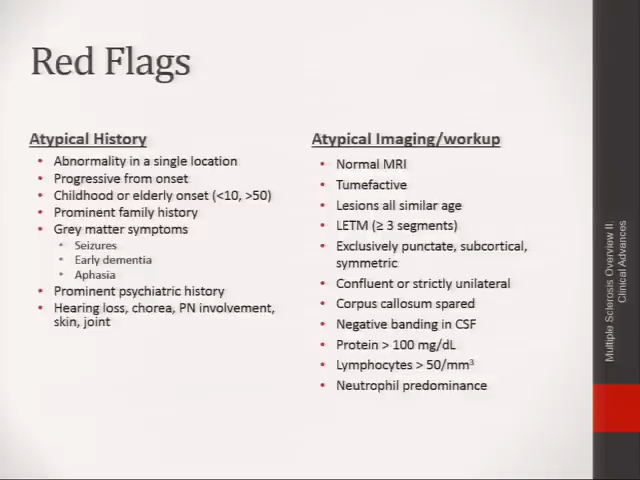 Red Flags
Atypical History
• Abnormality in a single location
• Progressive from onset
• Childhood or elderly onset (<10, >50)
• Prominent family history
• Grey matter symptoms
• Seizures
• Early dementia
• Aphasia
• Prominent psychiatric history
• Hearing loss, chorea, PN involvement,
skin, joint
Atypical Imaging/workup
• Normal MRI
• Tumefactive
• Lesions all similar age
• LETM (≥ 3 segments)
• Exclusively punctate, subcortical,
symmetric
• Confluent or strictly unilateral
• Corpus callosum spared
• Negative banding in CSF
• Protein > 100 mg/dL
• Lymphocytes > 50/mm³
• Neutrophil predominance
Multiple Sclerosis Overview II:
Clinical Advances